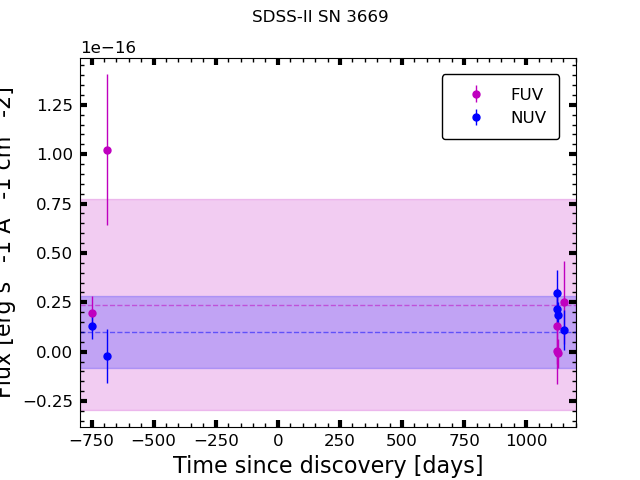 SDSS-II SN 3669
1e−16
FUV
NUV
1.25
1.00
0.75
0.50
0.25
0.00
−0.25
Flux [erg s -1 A -1 cm -2]
−750 −500 −250 0 250 500 750 1000
Time since discovery [days]